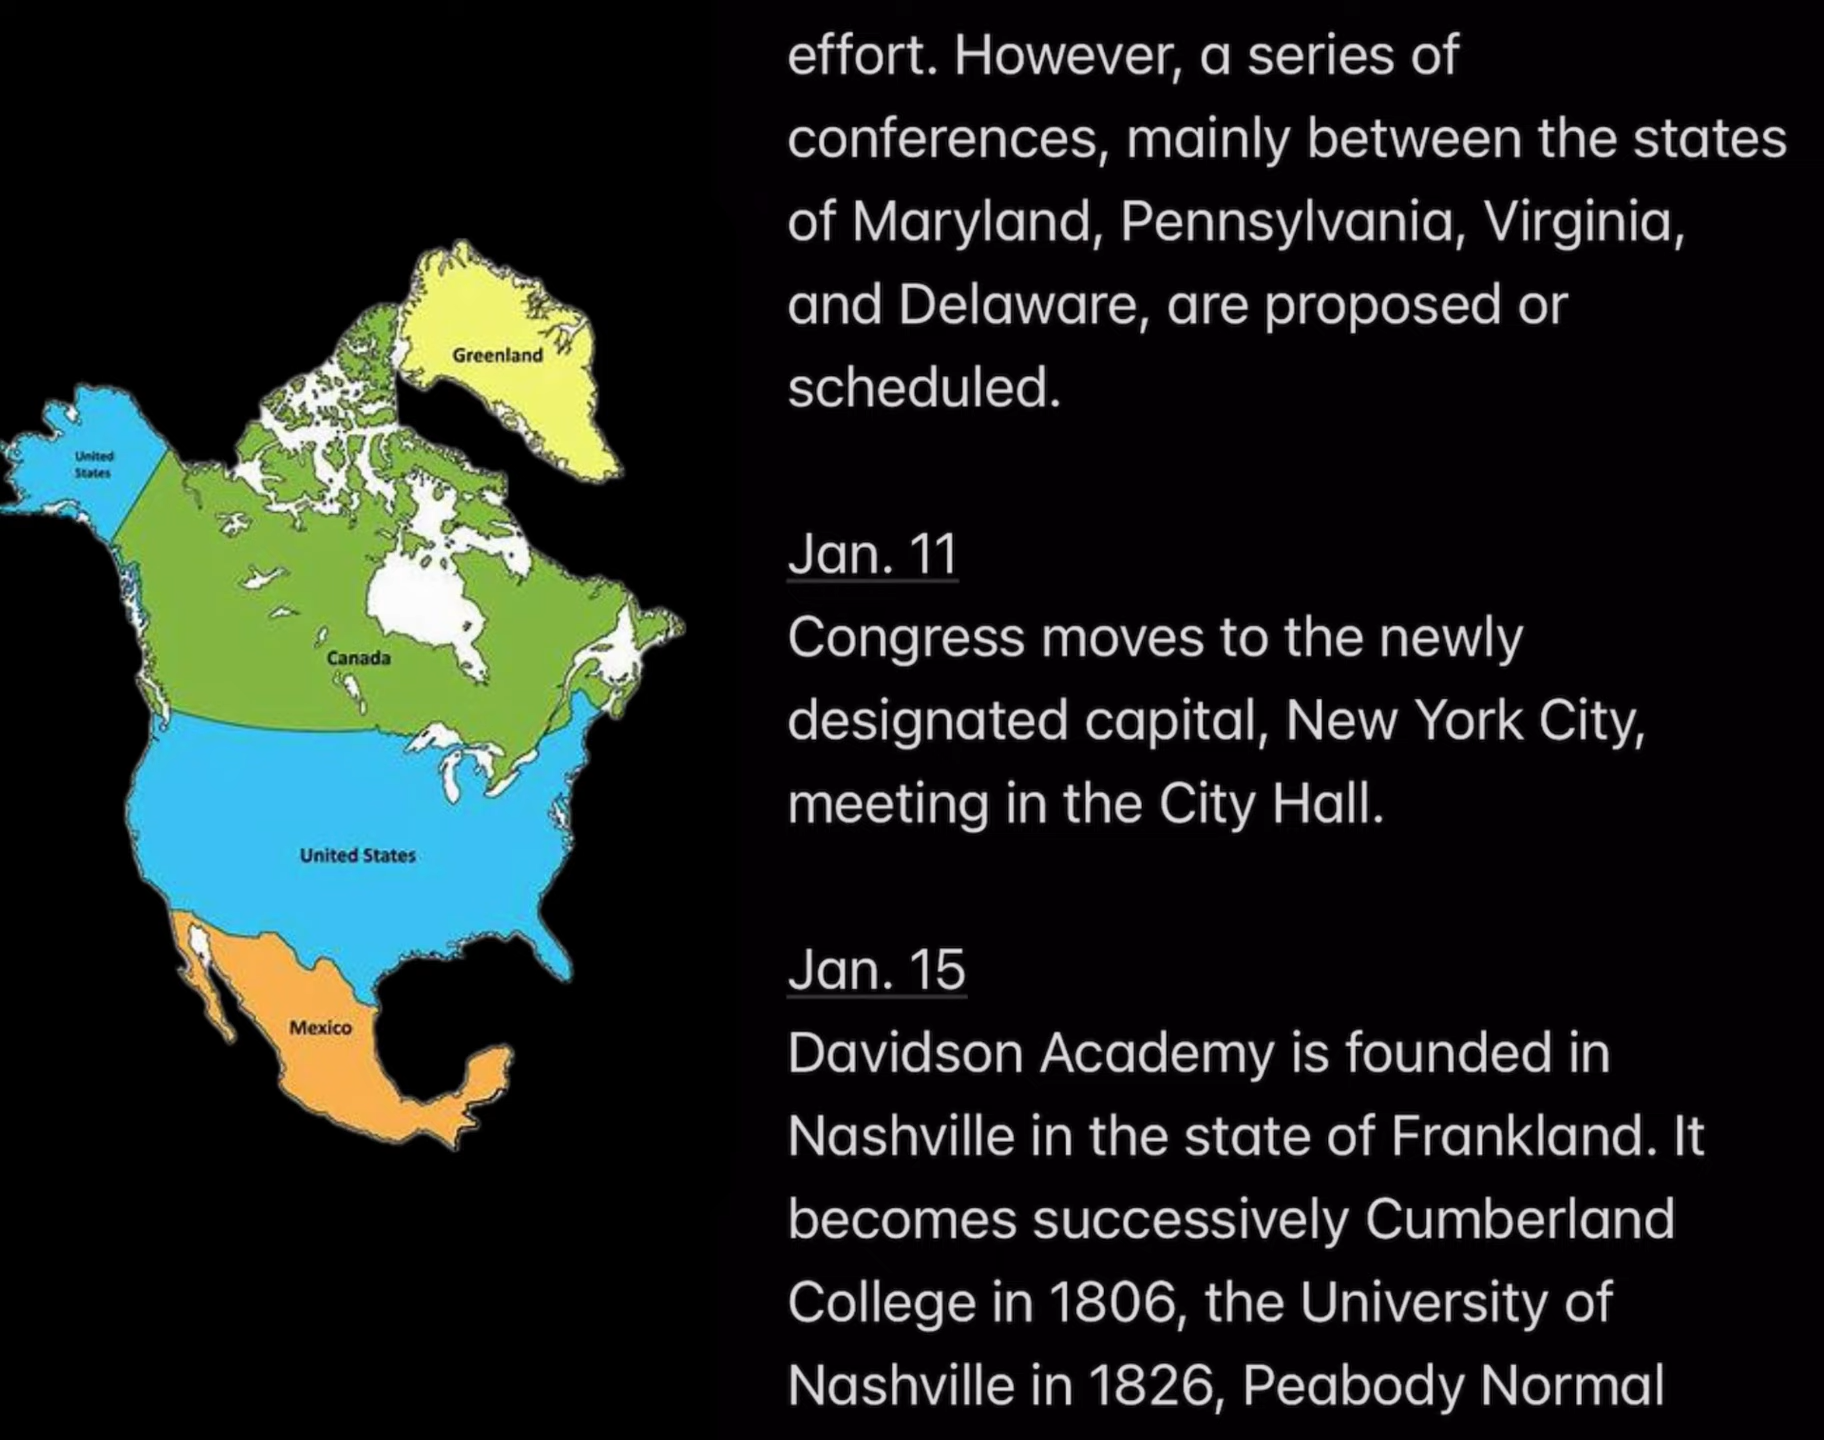 effort. However, a series of
conferences, mainly between the states
of Maryland, Pennsylvania, Virginia,
and Delaware, are proposed or
scheduled.
Jan. 11
Congress moves to the newly
designated capital, New York City,
meeting in the City Hall.
Jan. 15
Davidson Academy is founded in
Nashville in the state of Frankland. It
becomes successively Cumberland
College in 1806, the University of
Nashville in 1826, Peabody Normal
Greenland
United
States
Canada
United States
Mexico